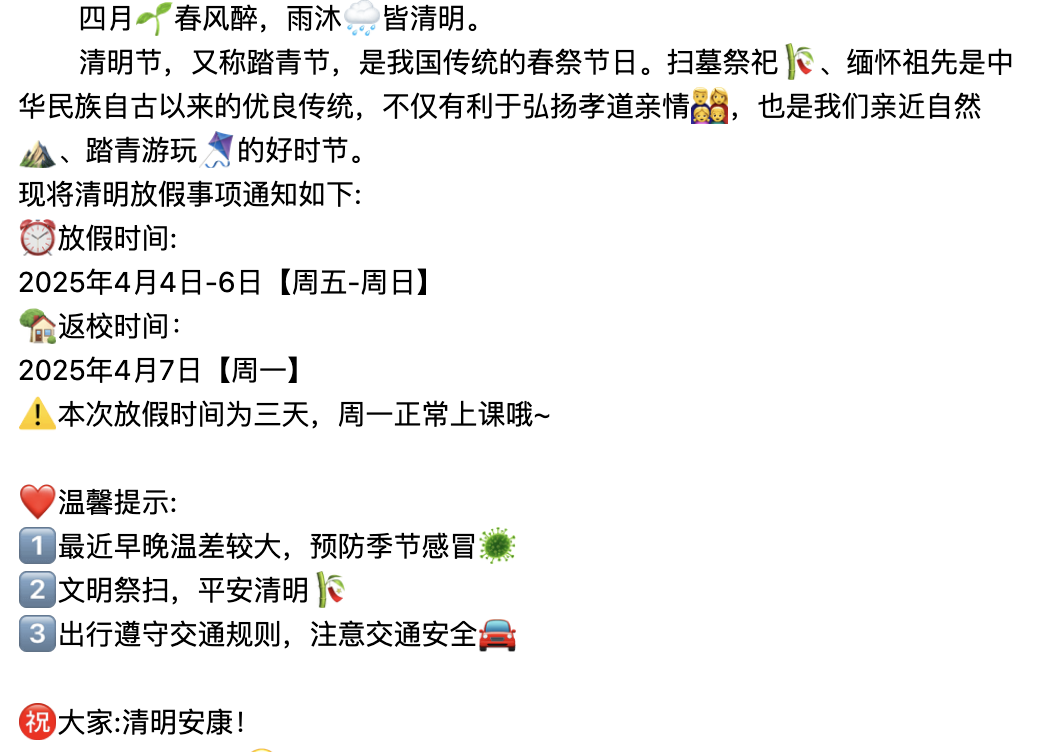 四月🌱春风醉，雨沐🌧️皆清明。
清明节，又称踏青节，是我国传统的春祭节日。扫墓祭祀🎋、缅怀祖先是中
华民族自古以来的优良传统，不仅有利于弘扬孝道亲情👨‍👩‍👧‍👦，也是我们亲近自然
⛰️、踏青游玩🪁的好时节。
现将清明放假事项通知如下:
⏰放假时间:
2025年4月4日-6日【周五-周日】
🏡返校时间：
2025年4月7日【周一】
⚠️本次放假时间为三天，周一正常上课哦~
❤️温馨提示:
1️⃣最近早晚温差较大，预防季节感冒🦠
2️⃣文明祭扫，平安清明🎋
3️⃣出行遵守交通规则，注意交通安全🚘
㊗️大家:清明安康！